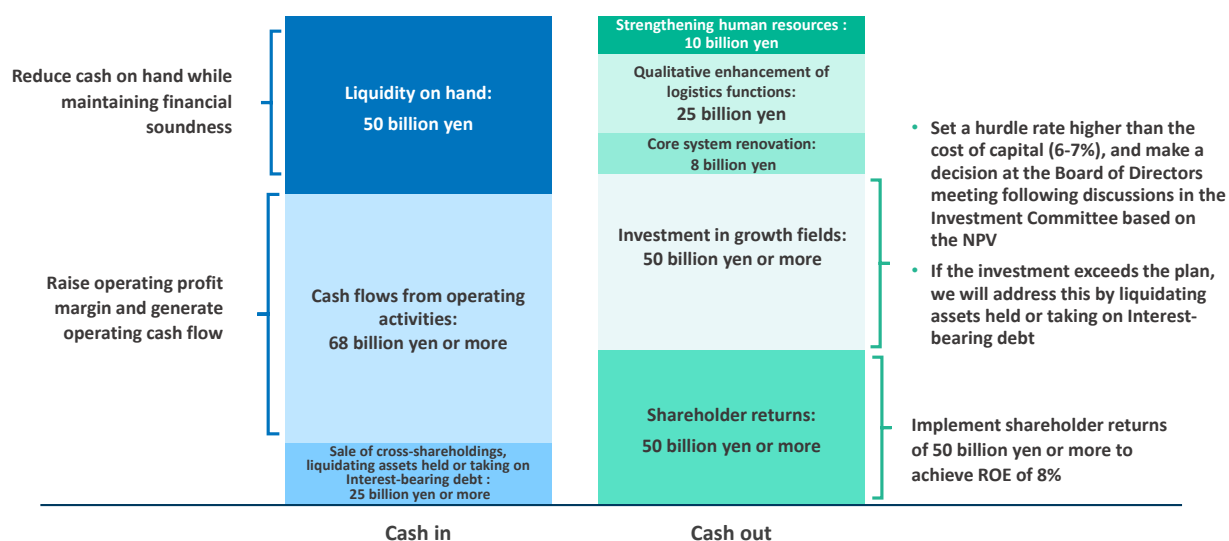 Reduce cash on hand while
maintaining financial
soundness
Raise operating profit
margin and generate
operating cash flow
Liquidity on hand:
50 billion yen
Cash flows from operating
activities:
68 billion yen or more
Sale of cross-shareholdings,
liquidating assets held or taking on
Interest-bearing debt :
25 billion yen or more
Cash in
Strengthening human resources :
10 billion yen
Qualitative enhancement of
logistics functions:
25 billion yen
Core system renovation:
8 billion yen
Investment in growth fields:
50 billion yen or more
Shareholder returns:
50 billion yen or more
Cash out
• Set a hurdle rate higher than the
cost of capital (6-7%), and make a
decision at the Board of Directors
meeting following discussions in the
Investment Committee based on
the NPV
• If the investment exceeds the plan,
we will address this by liquidating
assets held or taking on Interest-
bearing debt
Implement shareholder returns
of 50 billion yen or more to
achieve ROE of 8%